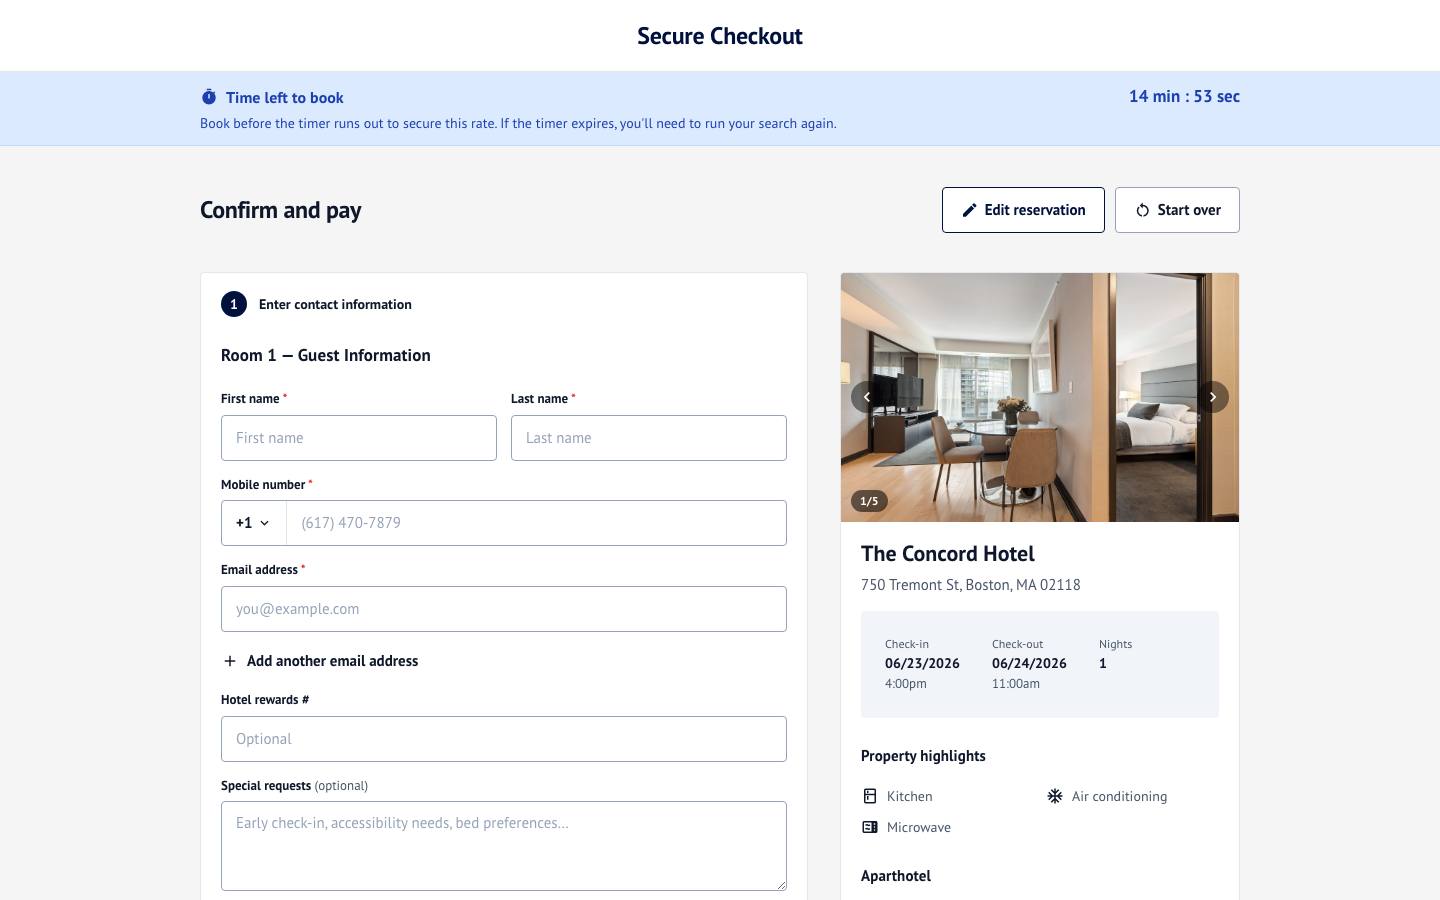 Secure Checkout
Time left to book
14 min : 53 sec
Book before the timer runs out to secure this rate. If the timer expires, you'll need to run your search again.
Confirm and pay
Edit reservation
Start over
1
Enter contact information
Room 1 — Guest Information
First name *
Last name *
First name
Last name
Mobile number *
+1
(617) 470-7879
Email address *
you@example.com
Add another email address
Hotel rewards #
Optional
Special requests (optional)
Early check-in, accessibility needs, bed preferences...
1/5
The Concord Hotel
750 Tremont St, Boston, MA 02118
Check-in
Check-out
Nights
06/23/2026
06/24/2026
1
4:00pm
11:00am
Property highlights
Kitchen
Air conditioning
Microwave
Aparthotel